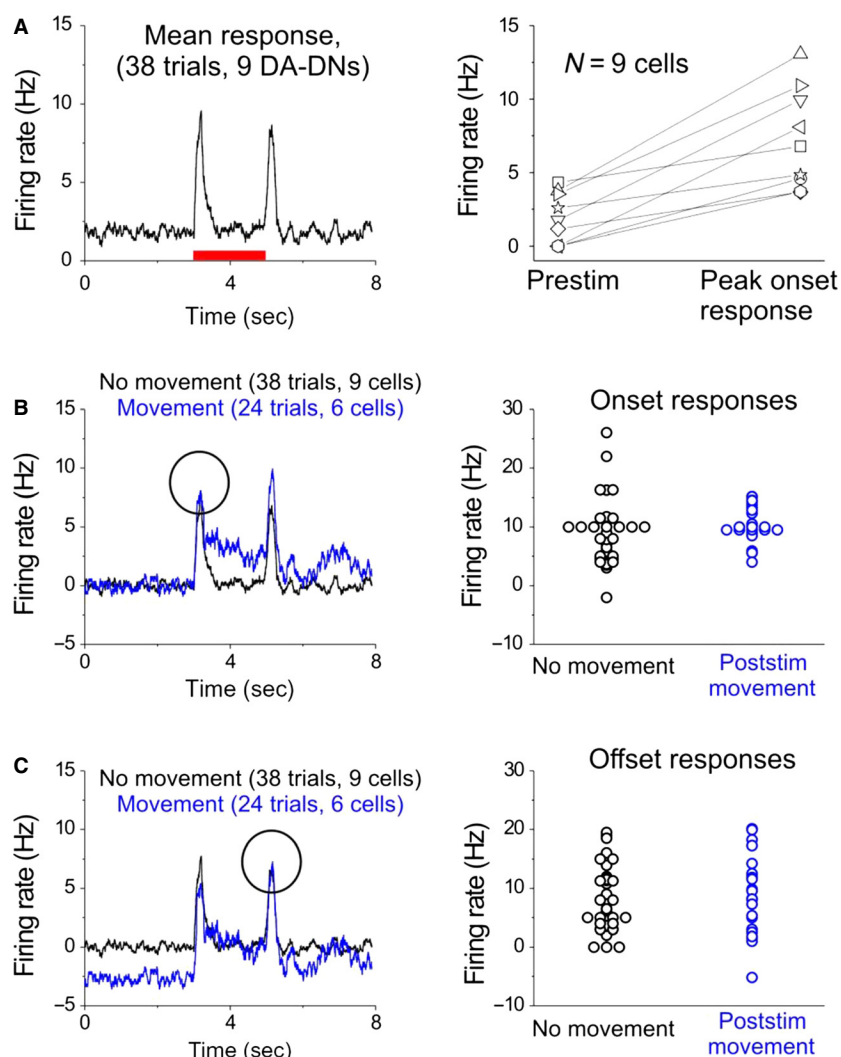 A
Mean response,
(38 trials, 9 DA-DNs)
Firing rate (Hz)
15
10
5
0
0 4 8
Time (sec)
N = 9 cells
Firing rate (Hz)
15
10
5
0
Prestim
Peak onset
response
B
No movement (38 trials, 9 cells)
Movement (24 trials, 6 cells)
Firing rate (Hz)
15
10
5
0
−5
0 4 8
Time (sec)
Onset responses
Firing rate (Hz)
30
20
10
0
−10
No movement
Poststim
movement
C
No movement (38 trials, 9 cells)
Movement (24 trials, 6 cells)
Firing rate (Hz)
15
10
5
0
−5
0 4 8
Time (sec)
Offset responses
Firing rate (Hz)
30
20
10
0
−10
No movement
Poststim
movement